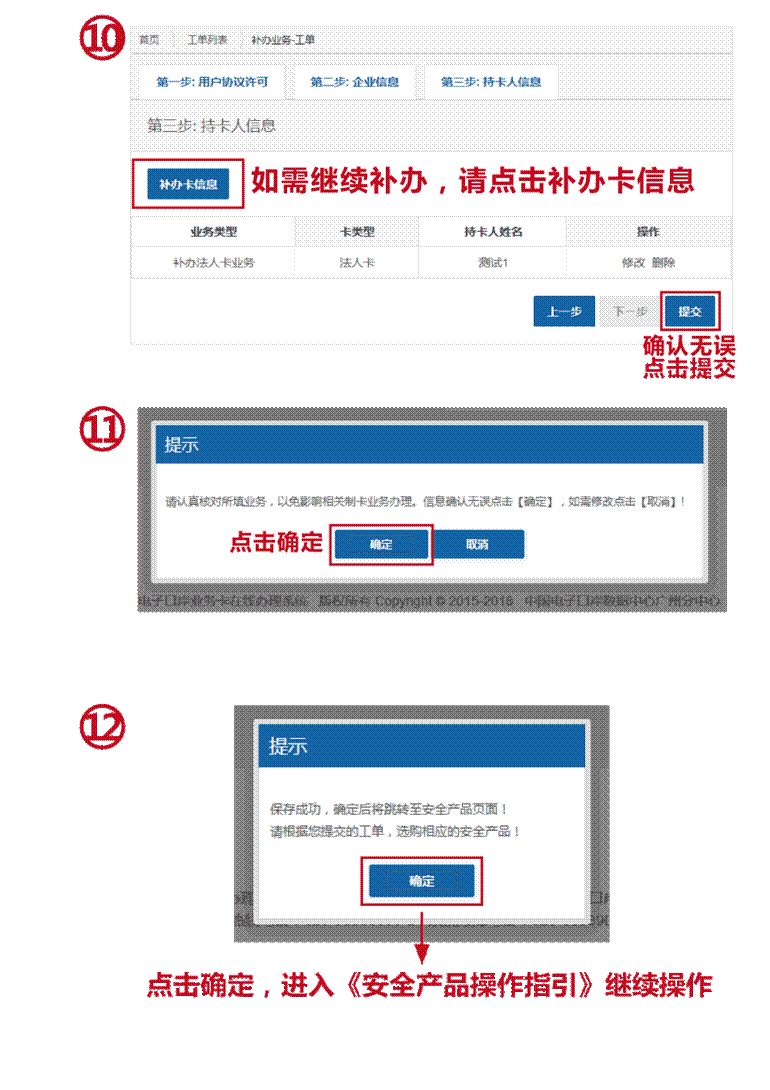 ⑩
首页 工单列表 补办业务-工单
第一步: 用户协议许可 第二步: 企业信息 第三步: 持卡人信息
第三步: 持卡人信息
补办卡信息 如需继续补办，请点击补办卡信息
业务类型 卡类型 持卡人姓名 操作
补办法人卡业务 法人卡 测试1 修改 删除
上一步 下一步 提交
确认无误
点击提交
⑪
提示
请认真核对所填业务，以免影响相关制卡业务办理。信息确认无误点击【确定】，如需修改点击【取消】！
点击确定 确定 取消
电子口岸业务卡在线办理系统 版权所有 Copyright © 2015-2018 中国电子口岸数据中心广州分中心
⑫
提示
保存成功，确定后将跳转至安全产品页面！
请根据您提交的工单，选购相应的安全产品！
确定
点击确定，进入《安全产品操作指引》继续操作